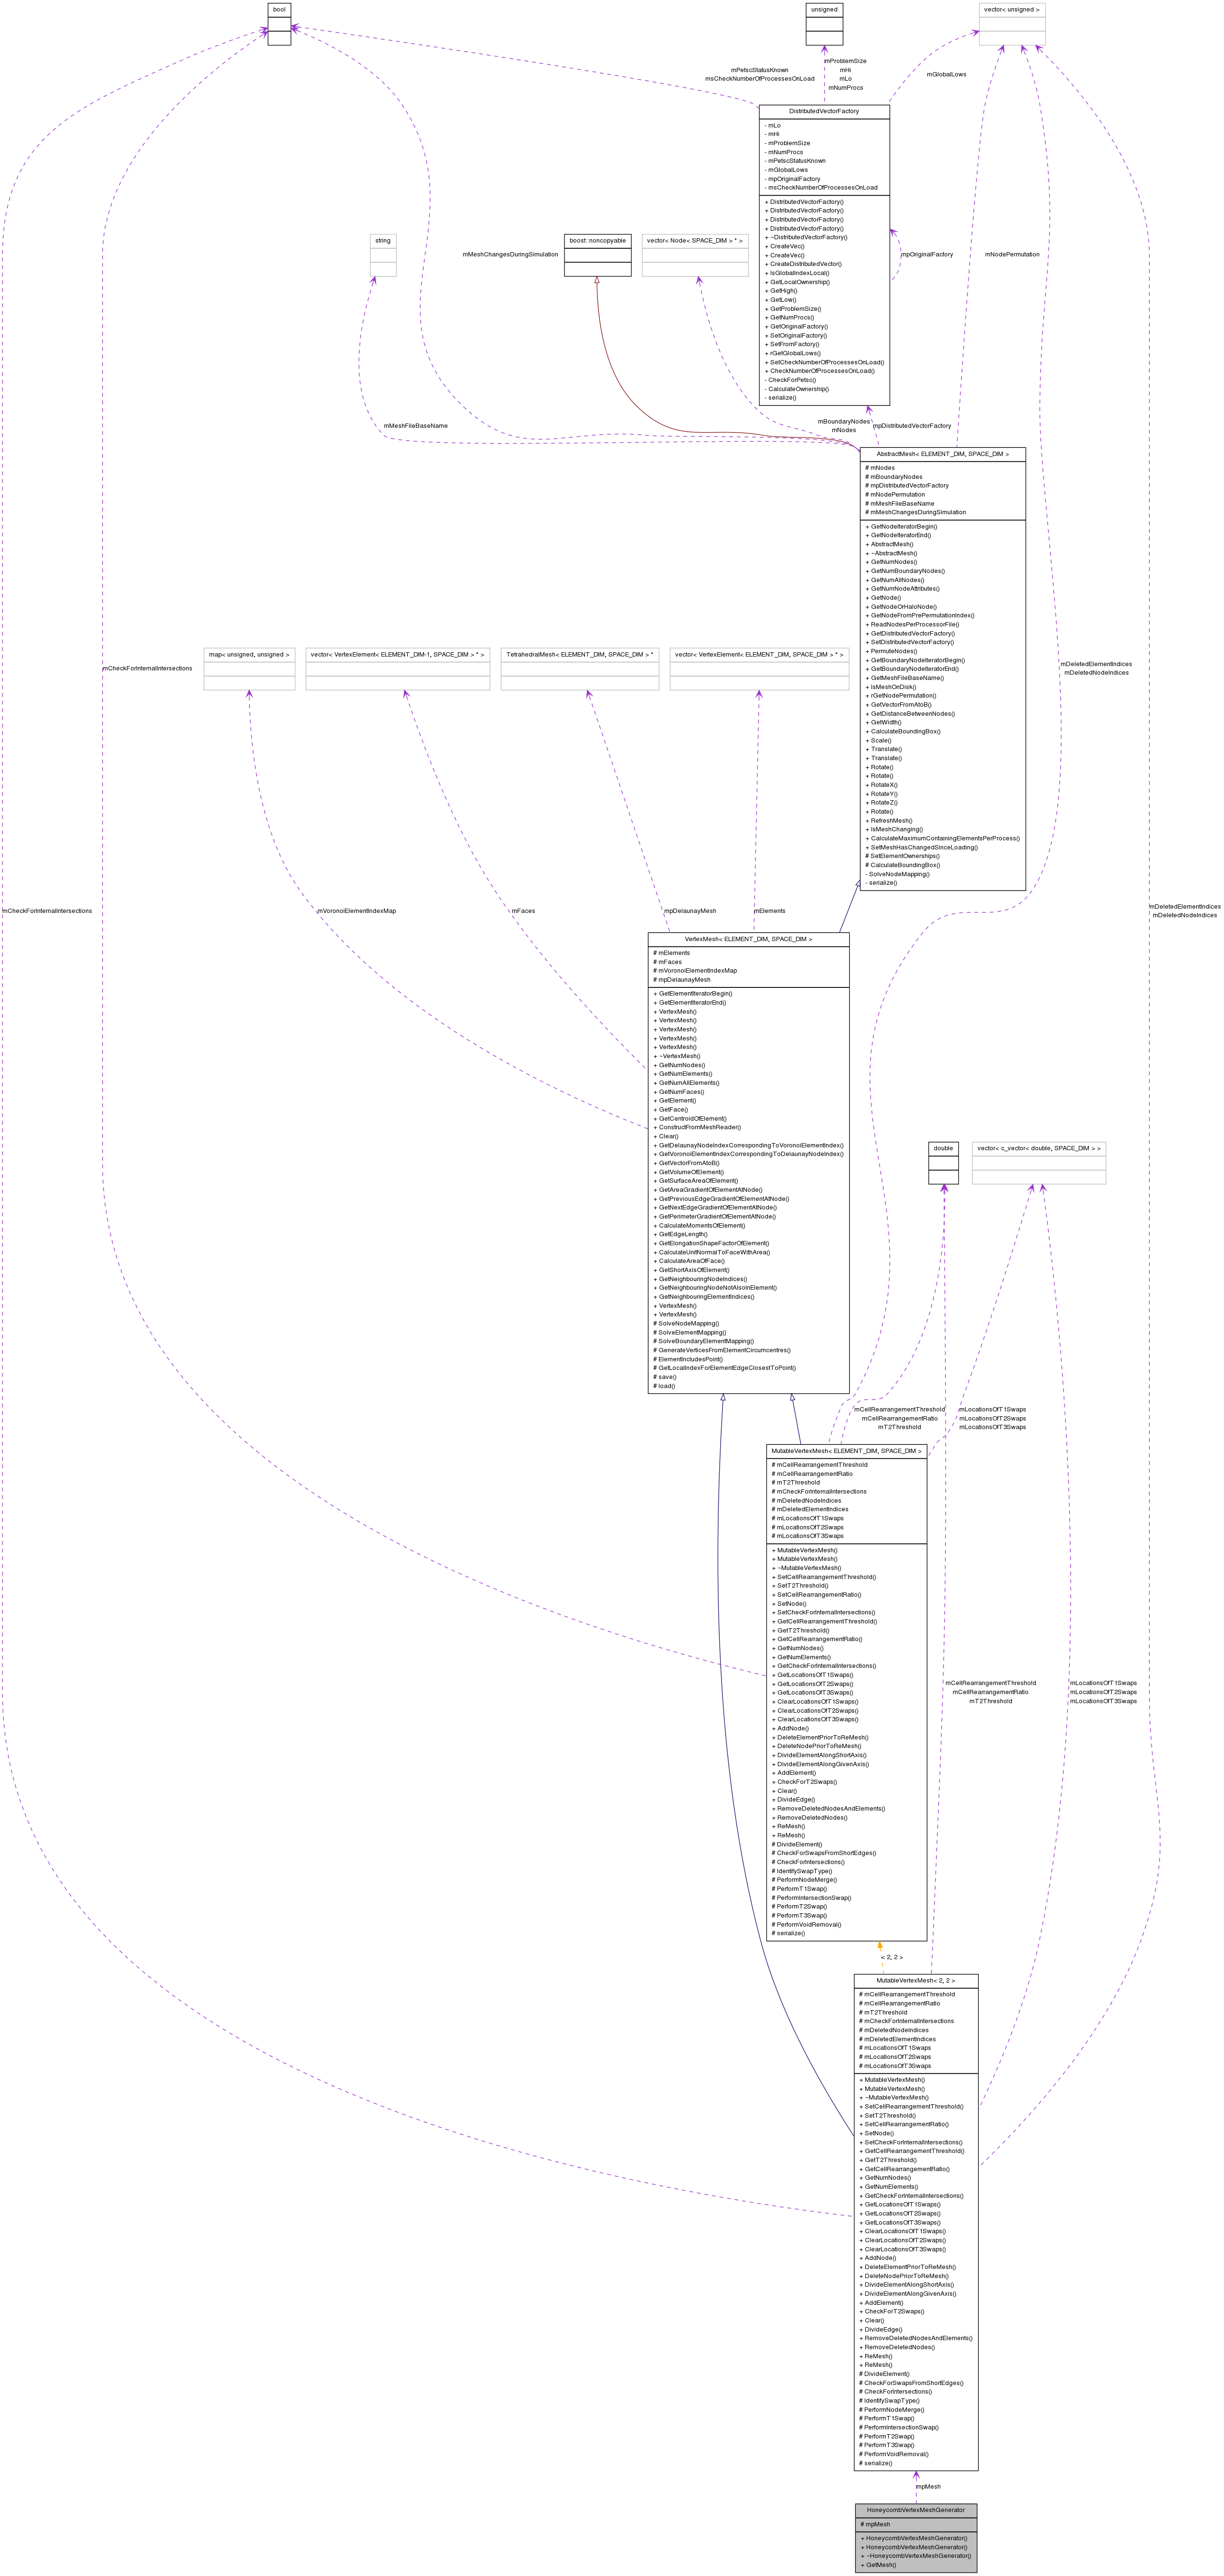 bool
unsigned
vector< unsigned >
mPetscStatusKnown
msCheckNumberOfProcessesOnLoad
mProblemSize
mHi
mLo
mNumProcs
mGlobalLows
DistributedVectorFactory
- mLo
- mHi
- mProblemSize
- mNumProcs
- mPetscStatusKnown
- mGlobalLows
- mpOriginalFactory
- msCheckNumberOfProcessesOnLoad
+ DistributedVectorFactory()
+ DistributedVectorFactory()
+ DistributedVectorFactory()
+ DistributedVectorFactory()
+ ~DistributedVectorFactory()
+ CreateVec()
+ CreateVec()
+ CreateDistributedVector()
+ IsGlobalIndexLocal()
+ GetLocalOwnership()
+ GetHigh()
+ GetLow()
+ GetProblemSize()
+ GetNumProcs()
+ GetOriginalFactory()
+ SetOriginalFactory()
+ SetFromFactory()
+ rGetGlobalLows()
+ SetCheckNumberOfProcessesOnLoad()
+ CheckNumberOfProcessesOnLoad()
- CheckForPetsc()
- CalculateOwnership()
- serialize()
string
mMeshChangesDuringSimulation
boost::noncopyable
vector< Node< SPACE_DIM > * >
mpOriginalFactory
mNodePermutation
mMeshFileBaseName
mBoundaryNodes
mNodes
mpDistributedVectorFactory
AbstractMesh< ELEMENT_DIM, SPACE_DIM >
# mNodes
# mBoundaryNodes
# mpDistributedVectorFactory
# mNodePermutation
# mMeshFileBaseName
# mMeshChangesDuringSimulation
+ GetNodeIteratorBegin()
+ GetNodeIteratorEnd()
+ AbstractMesh()
+ ~AbstractMesh()
+ GetNumNodes()
+ GetNumBoundaryNodes()
+ GetNumAllNodes()
+ GetNumNodeAttributes()
+ GetNode()
+ GetNodeOrHaloNode()
+ GetNodeFromPrePermutationIndex()
+ ReadNodesPerProcessorFile()
+ GetDistributedVectorFactory()
+ SetDistributedVectorFactory()
+ PermuteNodes()
+ GetBoundaryNodeIteratorBegin()
+ GetBoundaryNodeIteratorEnd()
+ GetMeshFileBaseName()
+ IsMeshOnDisk()
+ rGetNodePermutation()
+ GetVectorFromAtoB()
+ GetDistanceBetweenNodes()
+ GetWidth()
+ CalculateBoundingBox()
+ Scale()
+ Translate()
+ Translate()
+ Rotate()
+ Rotate()
+ RotateX()
+ RotateY()
+ RotateZ()
+ Rotate()
+ RefreshMesh()
+ IsMeshChanging()
+ CalculateMaximumContainingElementsPerProcess()
+ SetMeshHasChangedSinceLoading()
# SetElementOwnerships()
# CalculateBoundingBox()
- SolveNodeMapping()
- serialize()
mCheckForInternalIntersections
map< unsigned, unsigned >
vector< VertexElement< ELEMENT_DIM-1, SPACE_DIM > * >
TetrahedralMesh< ELEMENT_DIM, SPACE_DIM > *
vector< VertexElement< ELEMENT_DIM, SPACE_DIM > * >
mDeletedElementIndices
mDeletedNodeIndices
mCheckForInternalIntersections
mVoronoiElementIndexMap
mFaces
mpDelaunayMesh
mElements
mDeletedElementIndices
mDeletedNodeIndices
VertexMesh< ELEMENT_DIM, SPACE_DIM >
# mElements
# mFaces
# mVoronoiElementIndexMap
# mpDelaunayMesh
+ GetElementIteratorBegin()
+ GetElementIteratorEnd()
+ VertexMesh()
+ VertexMesh()
+ VertexMesh()
+ VertexMesh()
+ VertexMesh()
+ ~VertexMesh()
+ GetNumNodes()
+ GetNumElements()
+ GetNumAllElements()
+ GetNumFaces()
+ GetElement()
+ GetFace()
+ GetCentroidOfElement()
+ ConstructFromMeshReader()
+ Clear()
+ GetDelaunayNodeIndexCorrespondingToVoronoiElementIndex()
+ GetVoronoiElementIndexCorrespondingToDelaunayNodeIndex()
+ GetVectorFromAtoB()
+ GetVolumeOfElement()
+ GetSurfaceAreaOfElement()
+ GetAreaGradientOfElementAtNode()
+ GetPreviousEdgeGradientOfElementAtNode()
+ GetNextEdgeGradientOfElementAtNode()
+ GetPerimeterGradientOfElementAtNode()
+ CalculateMomentsOfElement()
+ GetEdgeLength()
+ GetElongationShapeFactorOfElement()
+ CalculateUnitNormalToFaceWithArea()
+ CalculateAreaOfFace()
+ GetShortAxisOfElement()
+ GetNeighbouringNodeIndices()
+ GetNeighbouringNodeNotAlsoInElement()
+ GetNeighbouringElementIndices()
+ VertexMesh()
+ VertexMesh()
# SolveNodeMapping()
# SolveElementMapping()
# SolveBoundaryElementMapping()
# GenerateVerticesFromElementCircumcentres()
# ElementIncludesPoint()
# GetLocalIndexForElementEdgeClosestToPoint()
# save()
# load()
double
vector< c_vector< double, SPACE_DIM > >
mCellRearrangementThreshold
mCellRearrangementRatio
mT2Threshold
mLocationsOfT1Swaps
mLocationsOfT2Swaps
mLocationsOfT3Swaps
MutableVertexMesh< ELEMENT_DIM, SPACE_DIM >
# mCellRearrangementThreshold
# mCellRearrangementRatio
# mT2Threshold
# mCheckForInternalIntersections
# mDeletedNodeIndices
# mDeletedElementIndices
# mLocationsOfT1Swaps
# mLocationsOfT2Swaps
# mLocationsOfT3Swaps
+ MutableVertexMesh()
+ MutableVertexMesh()
+ ~MutableVertexMesh()
+ SetCellRearrangementThreshold()
+ SetT2Threshold()
+ SetCellRearrangementRatio()
+ SetNode()
+ SetCheckForInternalIntersections()
+ GetCellRearrangementThreshold()
+ GetT2Threshold()
+ GetCellRearrangementRatio()
+ GetNumNodes()
+ GetNumElements()
+ GetCheckForInternalIntersections()
+ GetLocationsOfT1Swaps()
+ GetLocationsOfT2Swaps()
+ GetLocationsOfT3Swaps()
+ ClearLocationsOfT1Swaps()
+ ClearLocationsOfT2Swaps()
+ ClearLocationsOfT3Swaps()
+ AddNode()
+ DeleteElementPriorToReMesh()
+ DeleteNodePriorToReMesh()
+ DivideElementAlongShortAxis()
+ DivideElementAlongGivenAxis()
+ AddElement()
+ CheckForT2Swaps()
+ Clear()
+ DivideEdge()
+ RemoveDeletedNodesAndElements()
+ RemoveDeletedNodes()
+ ReMesh()
+ ReMesh()
# DivideElement()
# CheckForSwapsFromShortEdges()
# CheckForIntersections()
# IdentifySwapType()
# PerformNodeMerge()
# PerformT1Swap()
# PerformIntersectionSwap()
# PerformT2Swap()
# PerformT3Swap()
# PerformVoidRemoval()
# serialize()
mCellRearrangementThreshold
mCellRearrangementRatio
mT2Threshold
mLocationsOfT1Swaps
mLocationsOfT2Swaps
mLocationsOfT3Swaps
< 2, 2 >
MutableVertexMesh< 2, 2 >
# mCellRearrangementThreshold
# mCellRearrangementRatio
# mT2Threshold
# mCheckForInternalIntersections
# mDeletedNodeIndices
# mDeletedElementIndices
# mLocationsOfT1Swaps
# mLocationsOfT2Swaps
# mLocationsOfT3Swaps
+ MutableVertexMesh()
+ MutableVertexMesh()
+ ~MutableVertexMesh()
+ SetCellRearrangementThreshold()
+ SetT2Threshold()
+ SetCellRearrangementRatio()
+ SetNode()
+ SetCheckForInternalIntersections()
+ GetCellRearrangementThreshold()
+ GetT2Threshold()
+ GetCellRearrangementRatio()
+ GetNumNodes()
+ GetNumElements()
+ GetCheckForInternalIntersections()
+ GetLocationsOfT1Swaps()
+ GetLocationsOfT2Swaps()
+ GetLocationsOfT3Swaps()
+ ClearLocationsOfT1Swaps()
+ ClearLocationsOfT2Swaps()
+ ClearLocationsOfT3Swaps()
+ AddNode()
+ DeleteElementPriorToReMesh()
+ DeleteNodePriorToReMesh()
+ DivideElementAlongShortAxis()
+ DivideElementAlongGivenAxis()
+ AddElement()
+ CheckForT2Swaps()
+ Clear()
+ DivideEdge()
+ RemoveDeletedNodesAndElements()
+ RemoveDeletedNodes()
+ ReMesh()
+ ReMesh()
# DivideElement()
# CheckForSwapsFromShortEdges()
# CheckForIntersections()
# IdentifySwapType()
# PerformNodeMerge()
# PerformT1Swap()
# PerformIntersectionSwap()
# PerformT2Swap()
# PerformT3Swap()
# PerformVoidRemoval()
# serialize()
mpMesh
HoneycombVertexMeshGenerator
# mpMesh
+ HoneycombVertexMeshGenerator()
+ HoneycombVertexMeshGenerator()
+ ~HoneycombVertexMeshGenerator()
+ GetMesh()